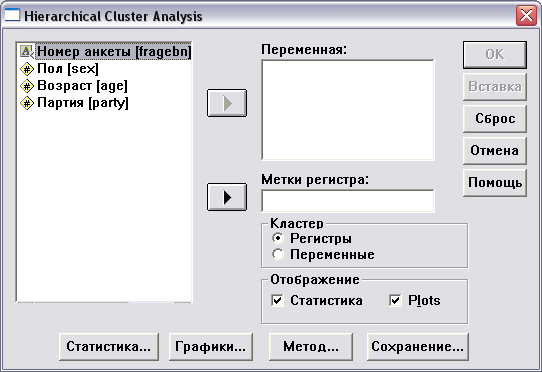 Hierarchical Cluster Analysis
Номер анкеты [fragebn]
Пол [sex]
Возраст [age]
Партия [party]
Переменная:
Метки регистра:
Кластер
Регистры
Переменные
Отображение
Статистика
Plots
OK
Вставка
Сброс
Отмена
Помощь
Статистика...
Графики...
Метод...
Сохранение...